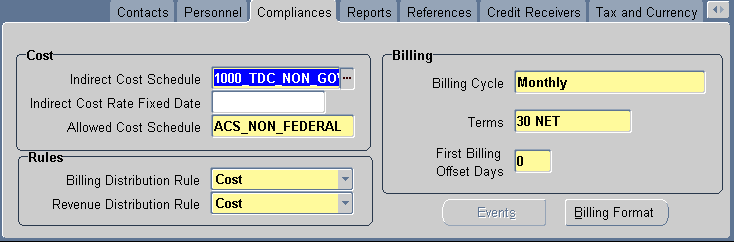 Contacts Personnel Compliances Reports References Credit Receivers Tax and Currency
Cost
Indirect Cost Schedule 1000_TDC_NON_GOV ...
Indirect Cost Rate Fixed Date
Allowed Cost Schedule ACS_NON_FEDERAL
Rules
Billing Distribution Rule Cost
Revenue Distribution Rule Cost
Billing
Billing Cycle Monthly
Terms 30 NET
First Billing
Offset Days 0
Events Billing Format